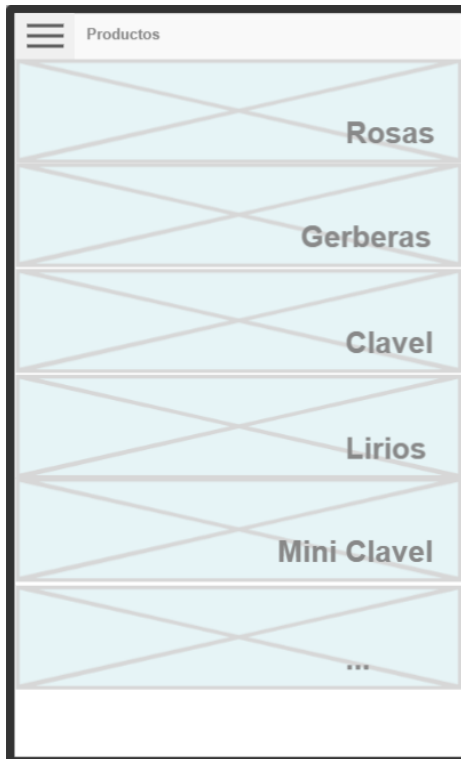 Productos
Rosas
Gerberas
Clavel
Lirios
Mini Clavel
...